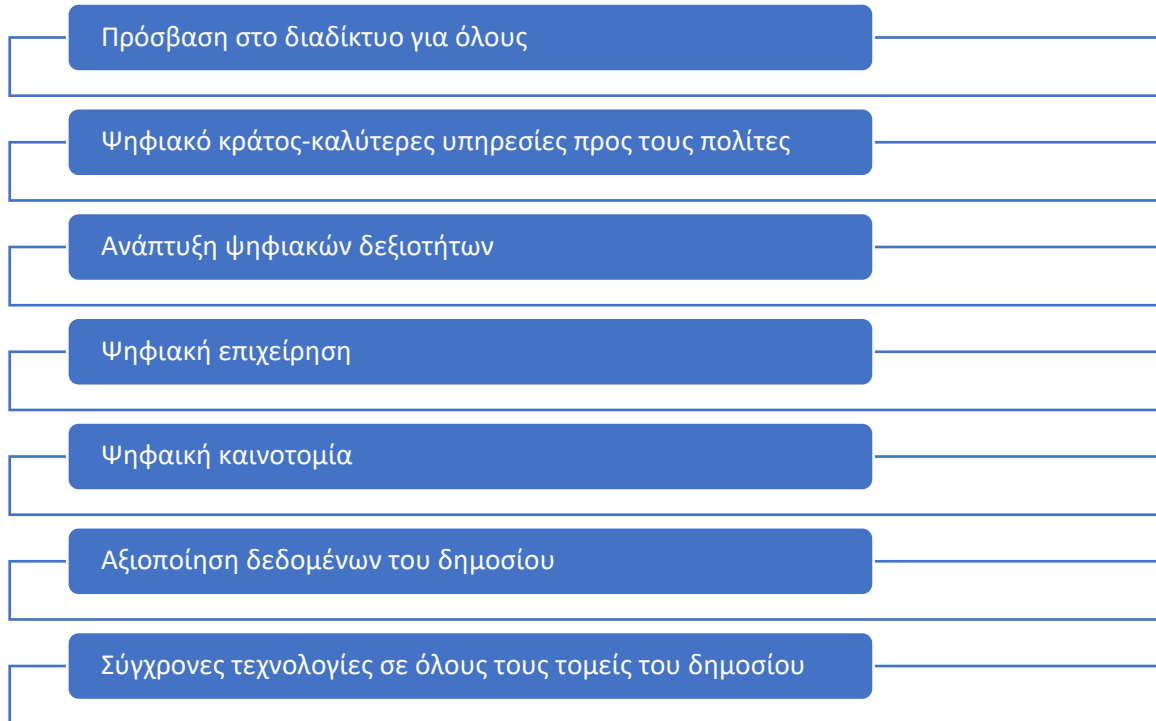 Πρόσβαση στο διαδίκτυο για όλους
Ψηφιακό κράτος-καλύτερες υπηρεσίες προς τους πολίτες
Ανάπτυξη ψηφιακών δεξιοτήτων
Ψηφιακή επιχείρηση
Ψηφαική καινοτομία
Αξιοποίηση δεδομένων του δημοσίου
Σύγχρονες τεχνολογίες σε όλους τους τομείς του δημοσίου